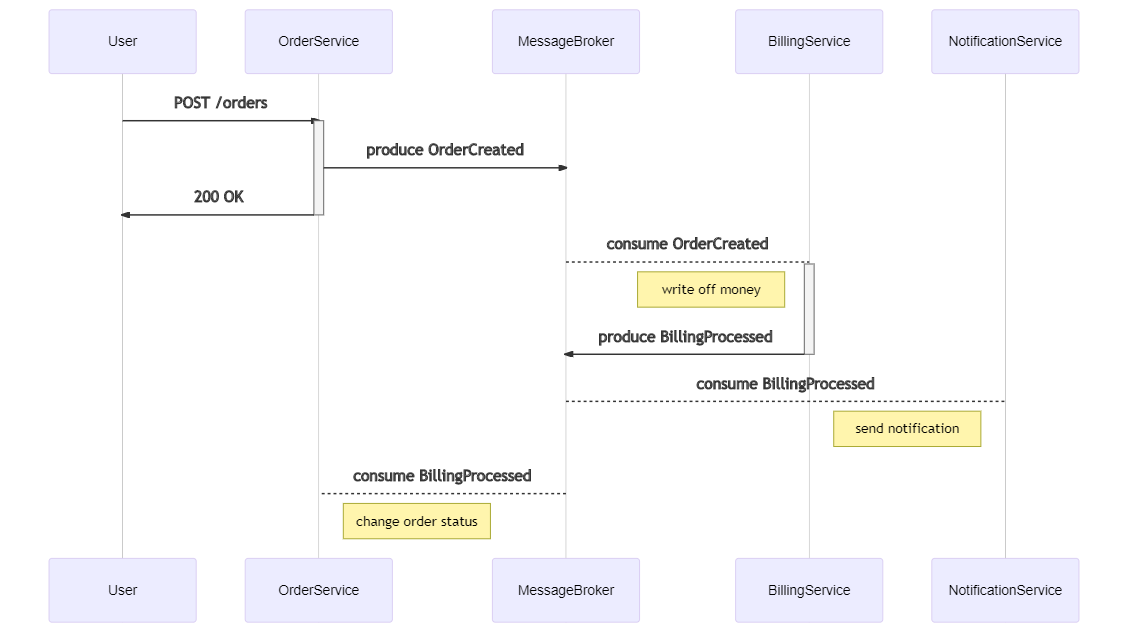 User
OrderService
MessageBroker
BillingService
NotificationService
POST /orders
produce OrderCreated
200 OK
consume OrderCreated
write off money
produce BillingProcessed
consume BillingProcessed
send notification
consume BillingProcessed
change order status
User
OrderService
MessageBroker
BillingService
NotificationService